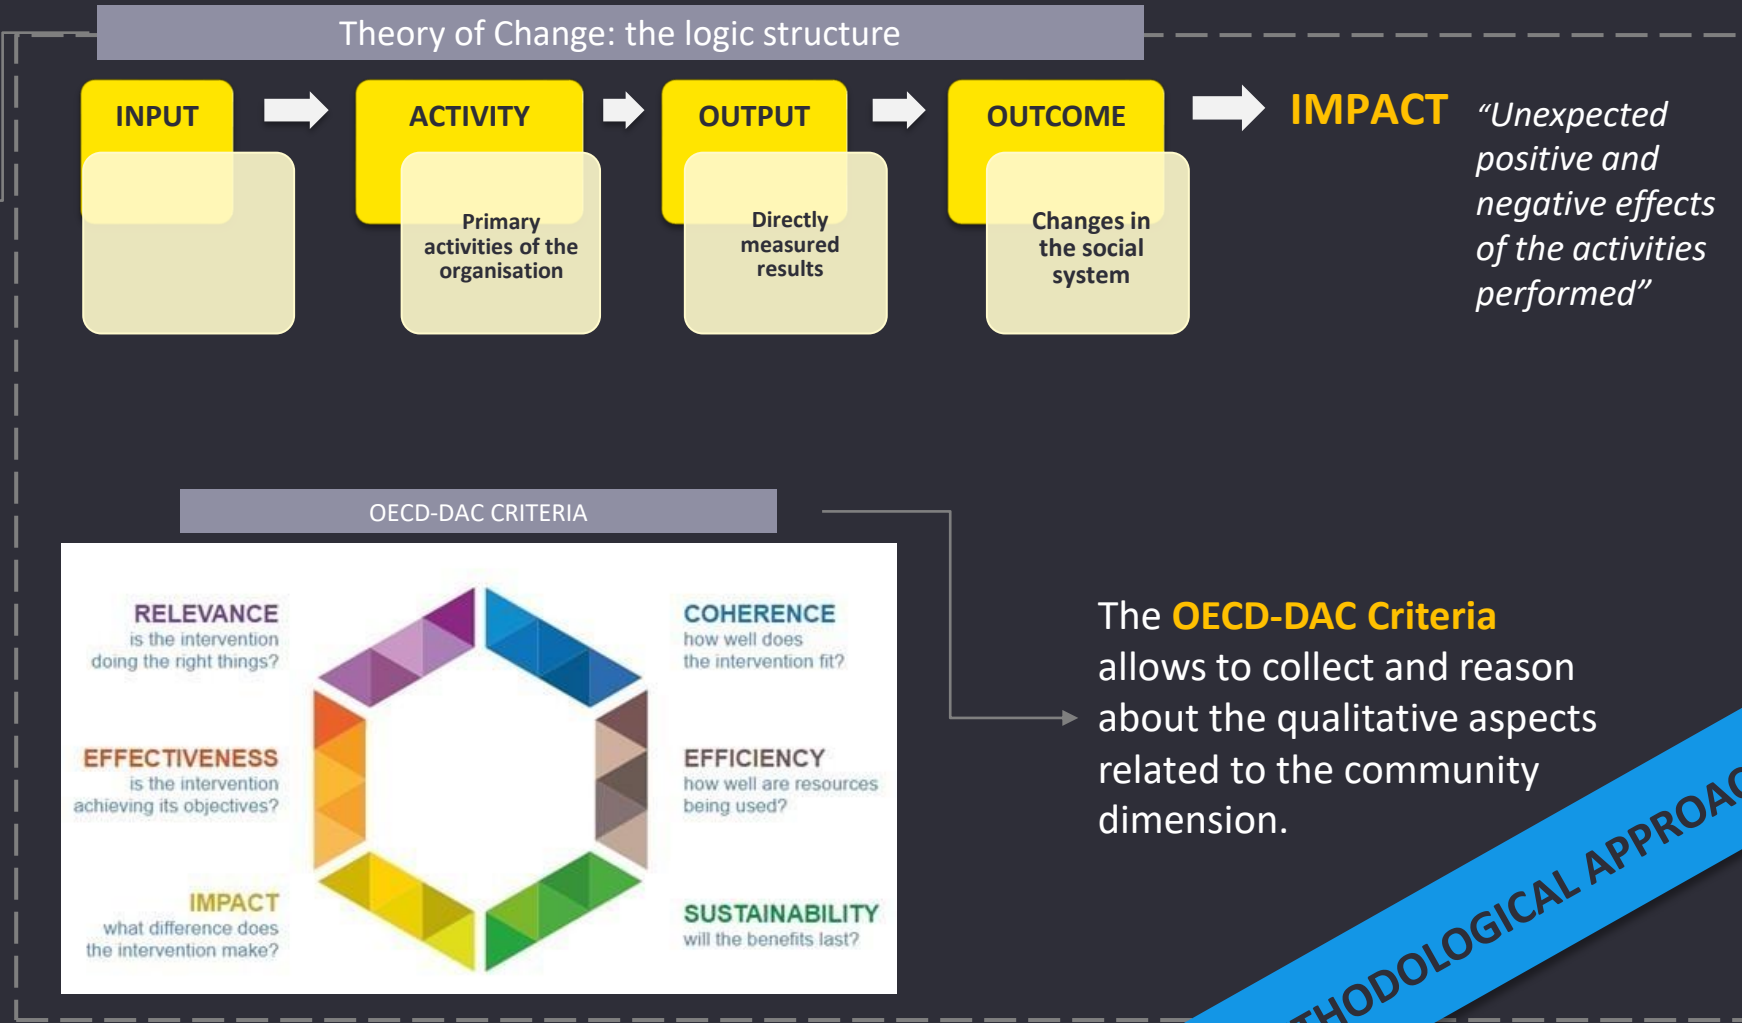 Theory of Change: the logic structure
INPUT
ACTIVITY
Primary
activities of the
organisation
OUTPUT
Directly
measured
results
OUTCOME
Changes in
the social
system
IMPACT
“Unexpected
positive and
negative effects
of the activities
performed”
OECD-DAC CRITERIA
RELEVANCE
is the intervention
doing the right things?
COHERENCE
how well does
the intervention fit?
EFFECTIVENESS
is the intervention
achieving its objectives?
EFFICIENCY
how well are resources
being used?
IMPACT
what difference does
the intervention make?
SUSTAINABILITY
will the benefits last?
The OECD-DAC Criteria
allows to collect and reason
about the qualitative aspects
related to the community
dimension.
THODOLOGICAL APPROAC